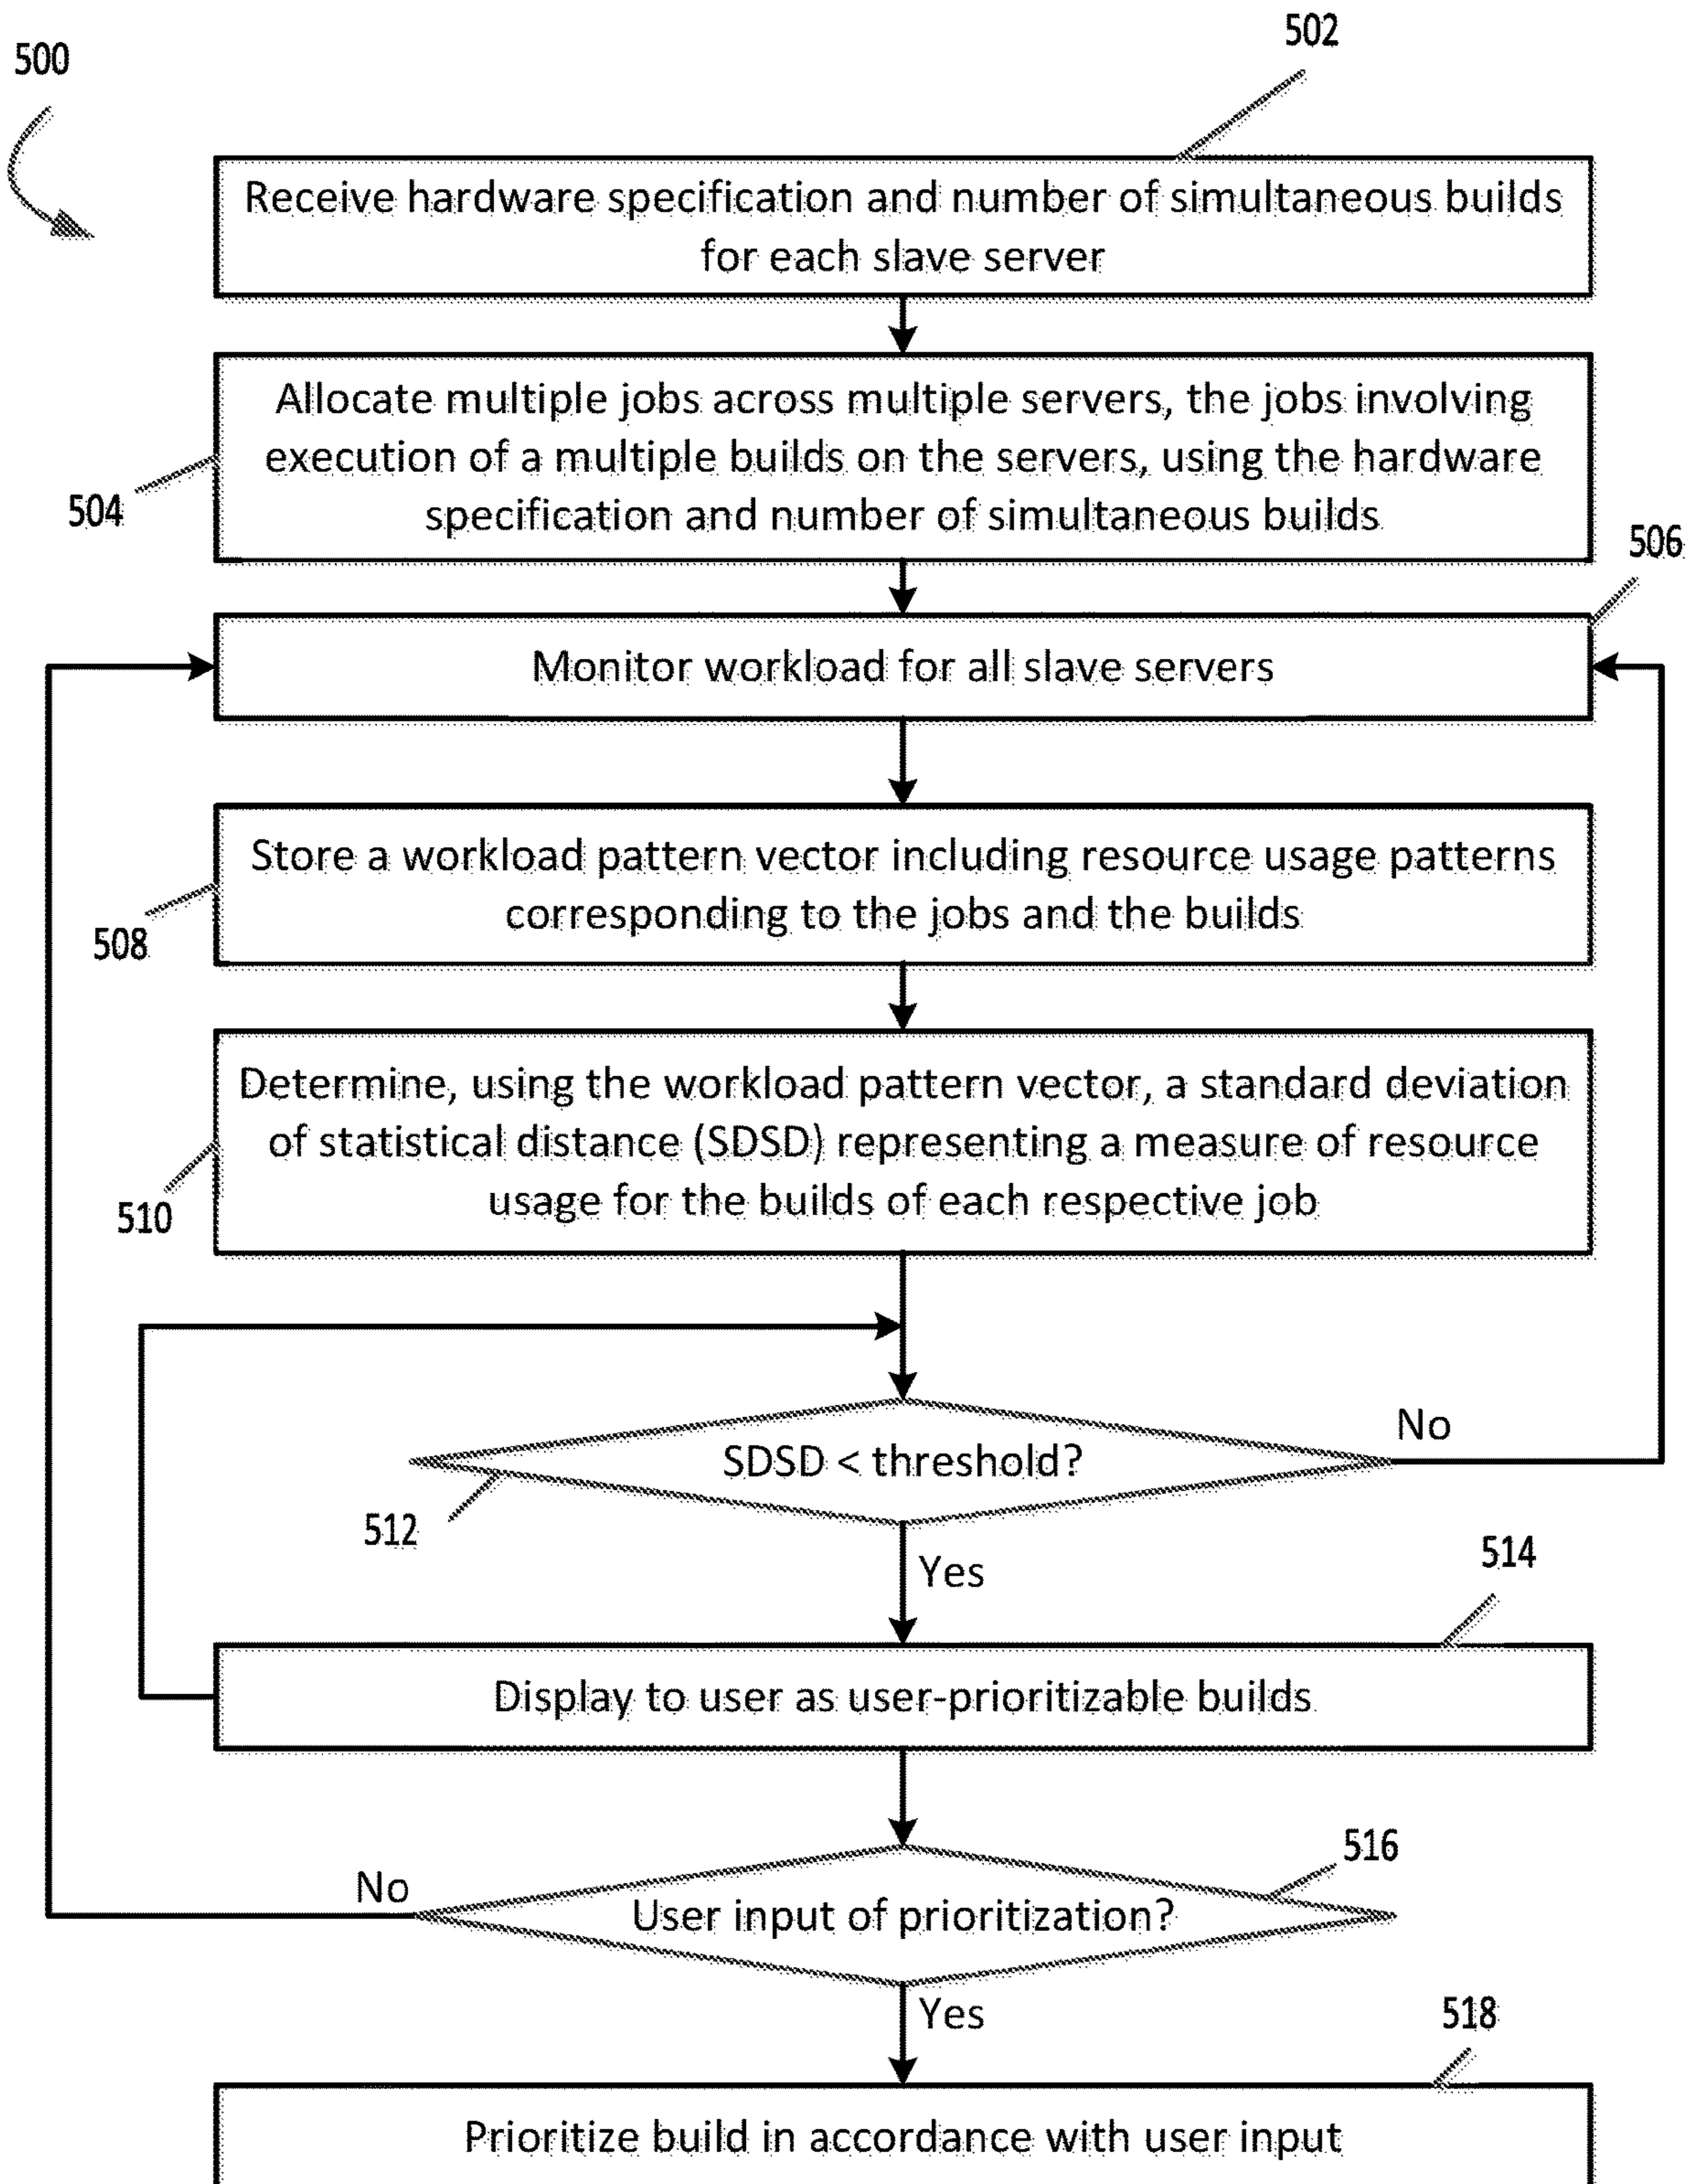 502
500
Receive hardware specification and number of simultaneous builds
for each slave server
Allocate multiple jobs across multiple servers, the jobs involving
execution of a multiple builds on the servers, using the hardware
specification and number of simultaneous builds
504
506
Monitor workload for all slave servers
Store a workload pattern vector including resource usage patterns
corresponding to the jobs and the builds
508
Determine, using the workload pattern vector, a standard deviation
of statistical distance (SDSD) representing a measure of resource
usage for the builds of each respective job
510
No
SDSD < threshold?
512
Yes
514
Display to user as user-prioritizable builds
516
No
User input of prioritization?
Yes
518
Prioritize build in accordance with user input